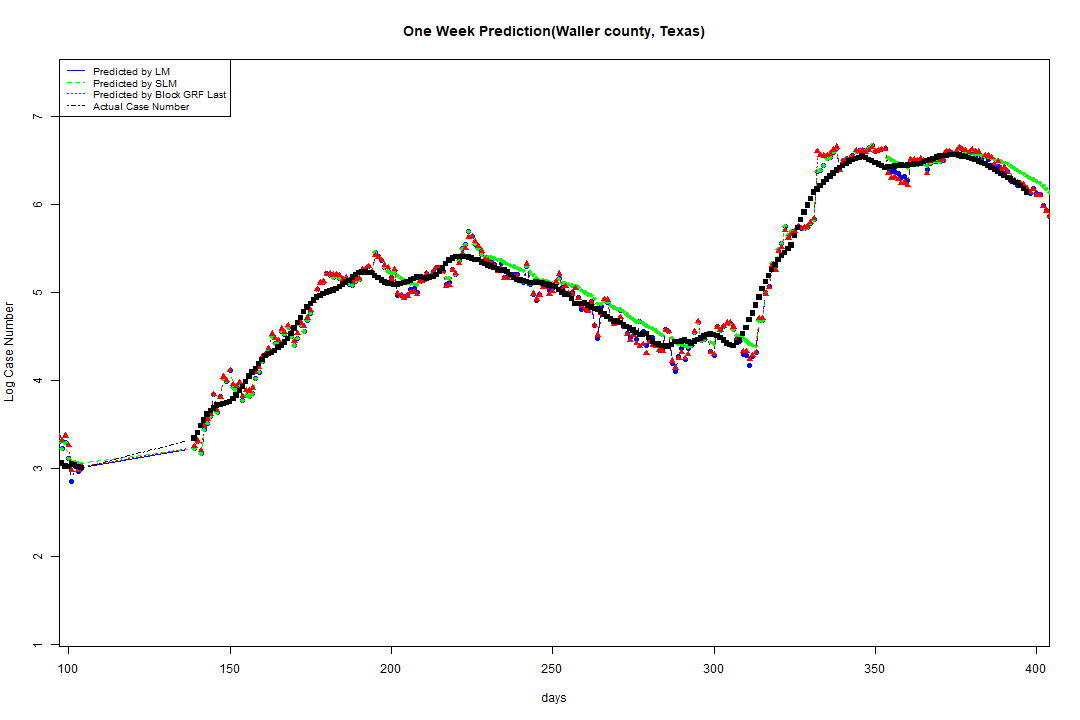 One Week Prediction(Waller county, Texas)
Predicted by LM
Predicted by SLM
Predicted by Block GRF Last
Actual Case Number
Log Case Number
7
6
5
4
3
2
1
100 150 200 250 300 350 400
days